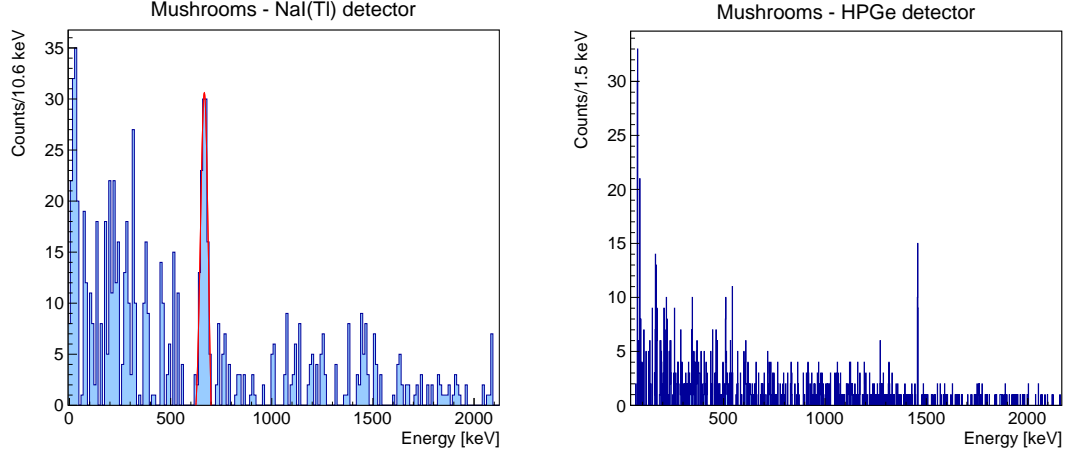 Mushrooms - NaI(Tl) detector
Counts/10.6 keV
35
30
25
20
15
10
5
0
0 500 1000 1500 2000
Energy [keV]
Mushrooms - HPGe detector
Counts/1.5 keV
30
25
20
15
10
5
0
500 1000 1500 2000
Energy [keV]